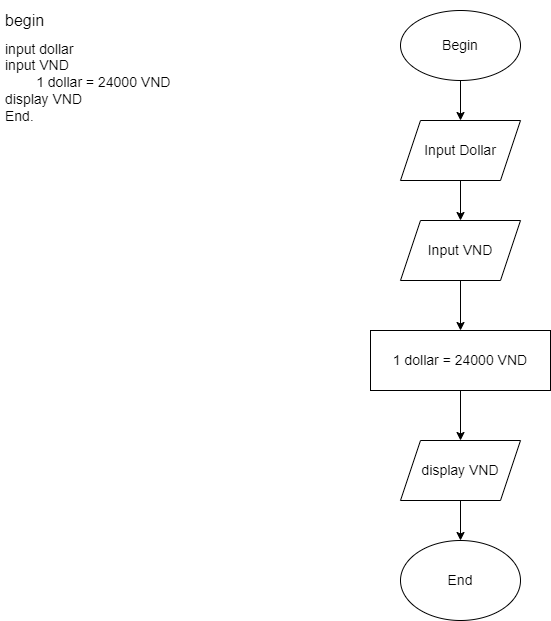 begin
input dollar
input VND
1 dollar = 24000 VND
display VND
End.
Begin
Input Dollar
Input VND
1 dollar = 24000 VND
display VND
End